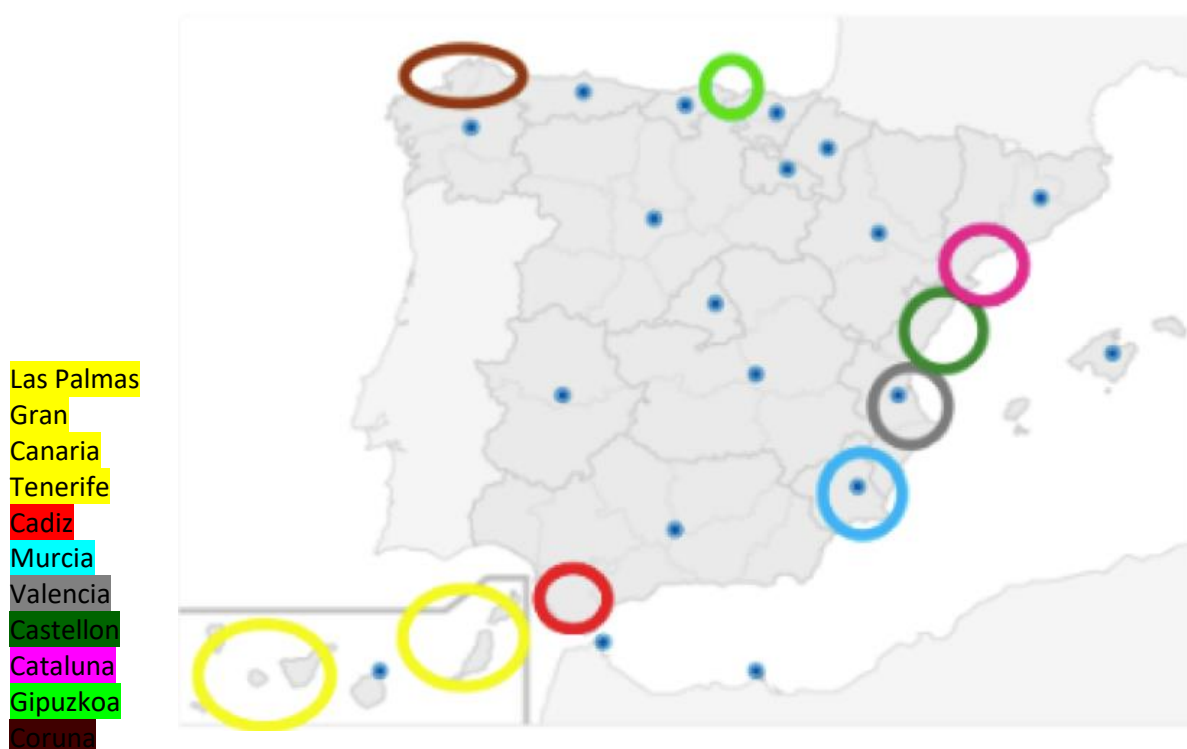 Las Palmas
Gran
Canaria
Tenerife
Cadiz
Murcia
Valencia
Castellon
Cataluna
Gipuzkoa
Coruna